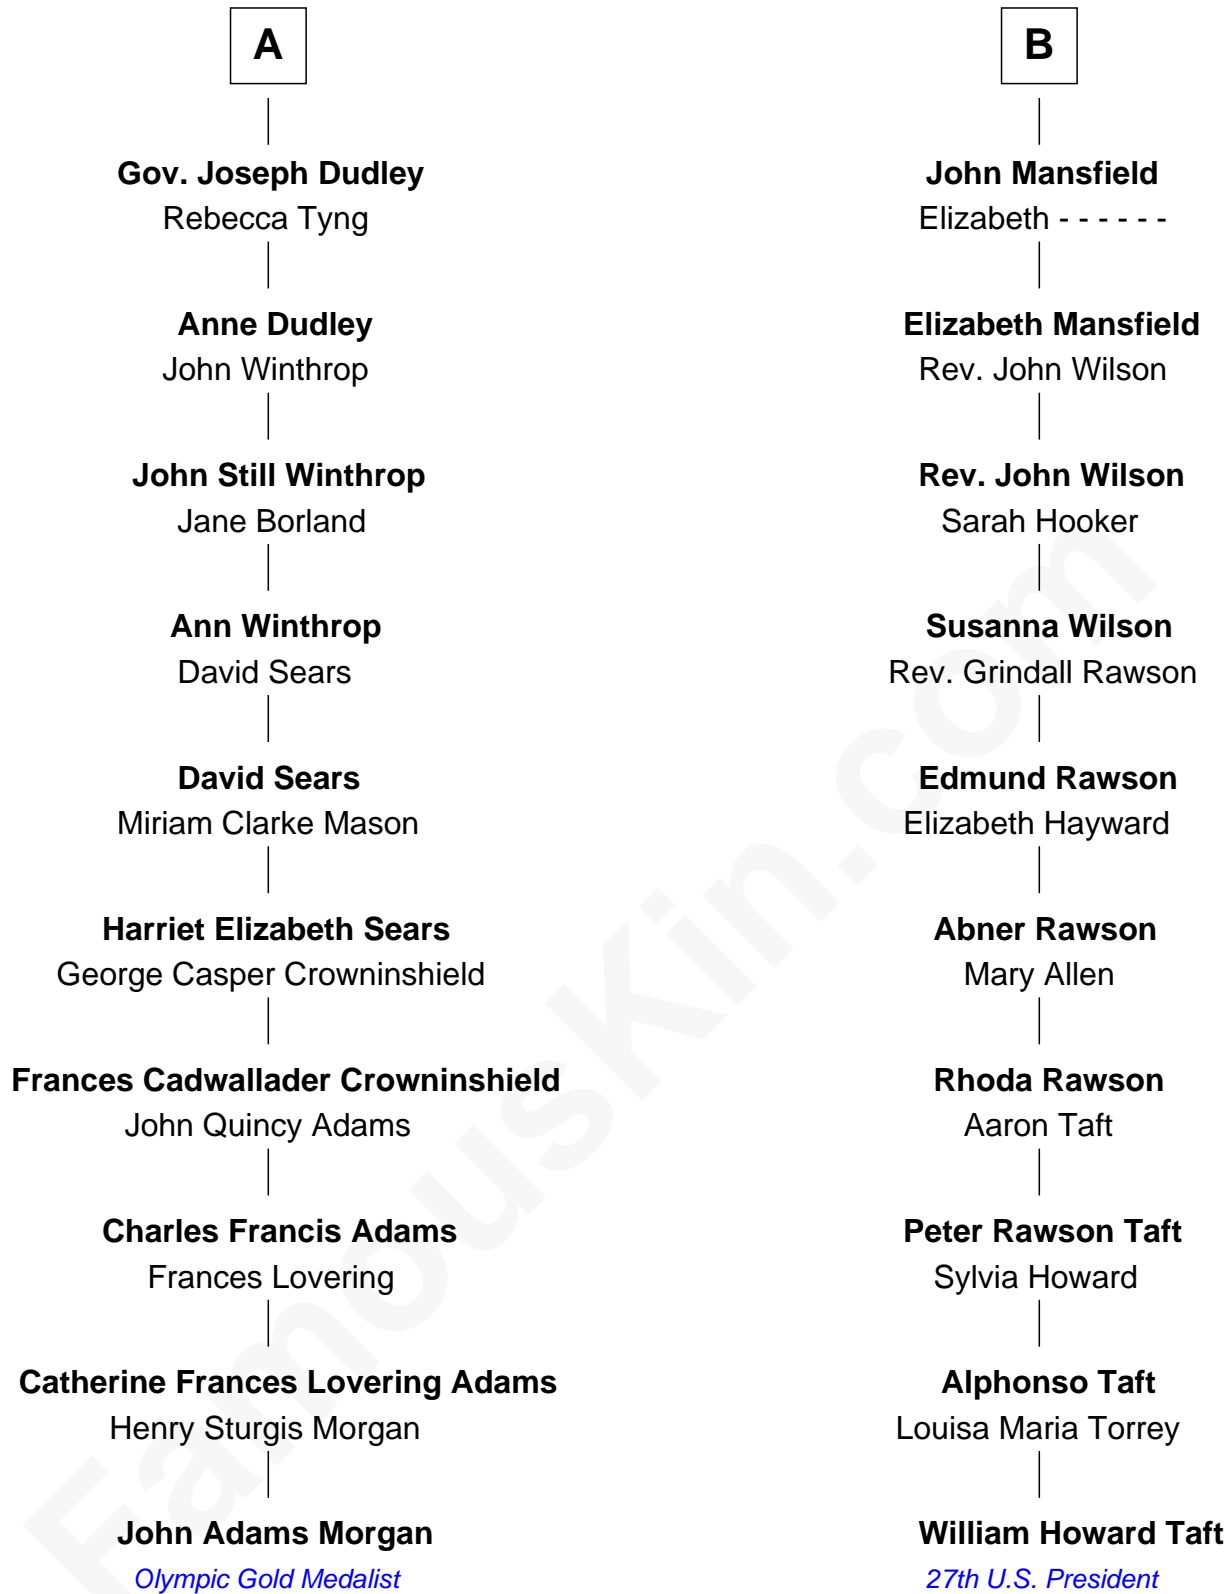 A
Gov. Joseph Dudley
Rebecca Tyng
Anne Dudley
John Winthrop
John Still Winthrop
Jane Borland
Ann Winthrop
David Sears
David Sears
Miriam Clarke Mason
Harriet Elizabeth Sears
George Casper Crowninshield
Frances Cadwallader Crowninshield
John Quincy Adams
Charles Francis Adams
Frances Lovering
Catherine Frances Lovering Adams
Henry Sturgis Morgan
John Adams Morgan
Olympic Gold Medalist
B
John Mansfield
Elizabeth - - - - - -
Elizabeth Mansfield
Rev. John Wilson
Rev. John Wilson
Sarah Hooker
Susanna Wilson
Rev. Grindall Rawson
Edmund Rawson
Elizabeth Hayward
Abner Rawson
Mary Allen
Rhoda Rawson
Aaron Taft
Peter Rawson Taft
Sylvia Howard
Alphonso Taft
Louisa Maria Torrey
William Howard Taft
27th U.S. President
FamousKin.com